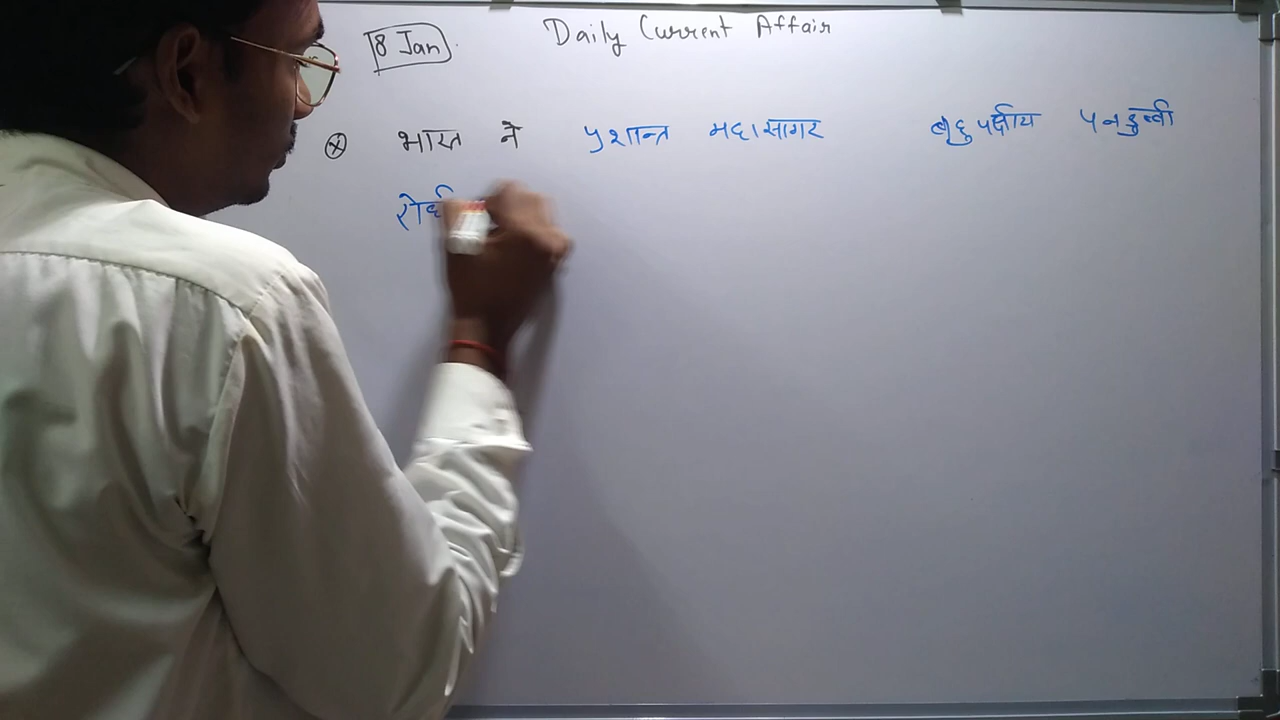 8 Jan
Daily Current Affair
भारत ने प्रशान्त महासागर बहुपक्षीय पनडुब्बी
रोधी